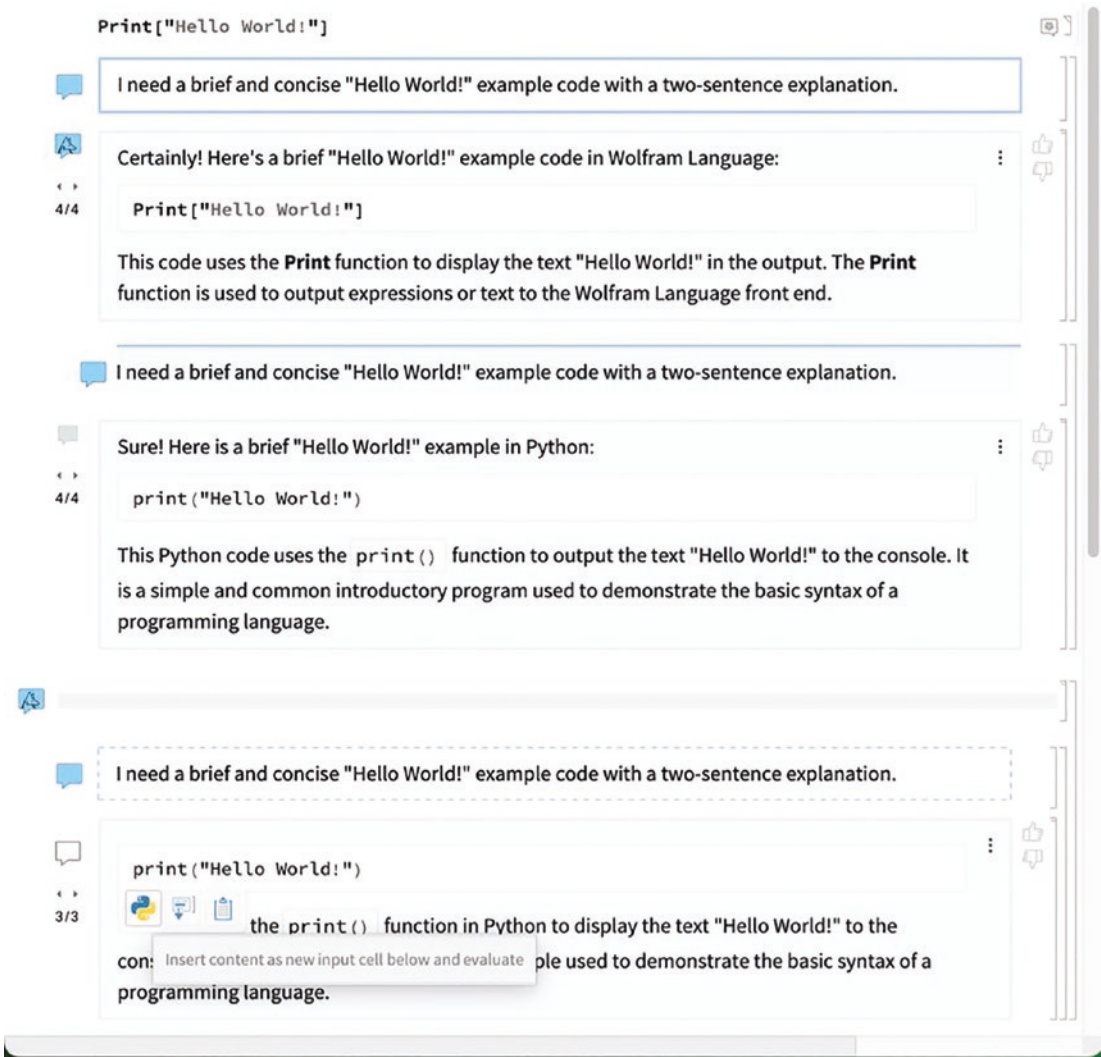 Print["Hello World!"]
I need a brief and concise "Hello World!" example code with a two-sentence explanation.
Certainly! Here's a brief "Hello World!" example code in Wolfram Language:
4/4
Print["Hello World!"]
This code uses the Print function to display the text "Hello World!" in the output. The Print
function is used to output expressions or text to the Wolfram Language front end.
I need a brief and concise "Hello World!" example code with a two-sentence explanation.
Sure! Here is a brief "Hello World!" example in Python:
4/4
print("Hello World!")
This Python code uses the print() function to output the text "Hello World!" to the console. It
is a simple and common introductory program used to demonstrate the basic syntax of a
programming language.
I need a brief and concise "Hello World!" example code with a two-sentence explanation.
print("Hello World!")
3/3
the print() function in Python to display the text "Hello World!" to the
Insert content as new input cell below and evaluate
used to demonstrate the basic syntax of a
programming language.